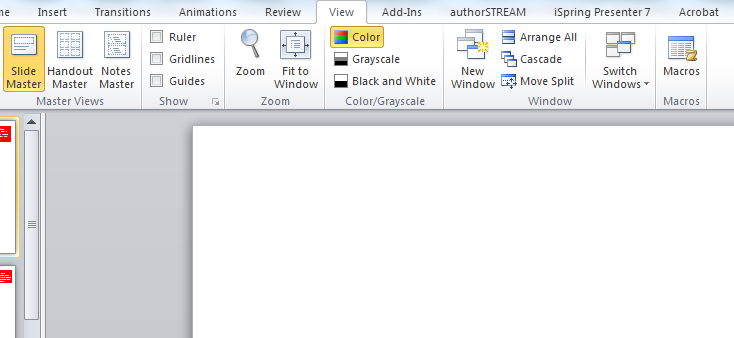 me Insert Transitions Animations Review View Add-Ins authorSTREAM iSpring Presenter 7 Acrobat
Slide Master
Handout Master
Notes Master
Master Views
Ruler
Gridlines
Guides
Show
Zoom
Fit to Window
Zoom
Color
Grayscale
Black and White
Color/Grayscale
New Window
Arrange All
Cascade
Move Split
Window
Switch Windows
Macros
Macros